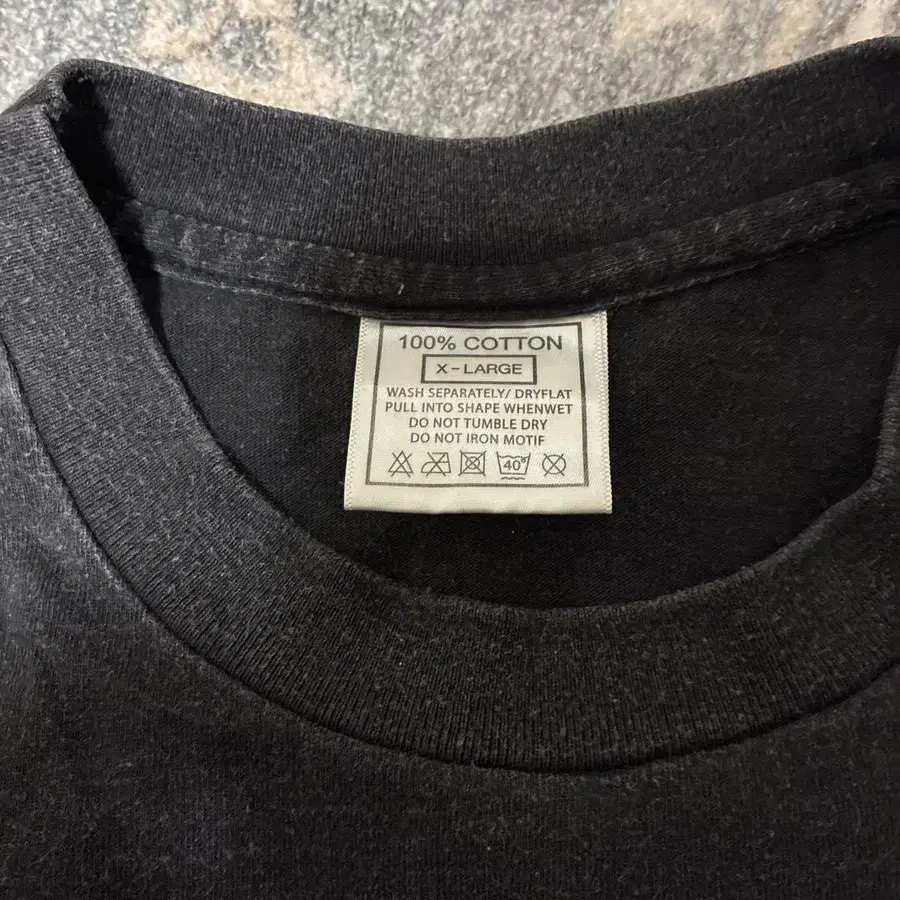 100% COTTON
X-LARGE
WASH SEPARATELY/ DRYFLAT
PULL INTO SHAPE WHENWET
DO NOT TUMBLE DRY
DO NOT IRON MOTIF
40°